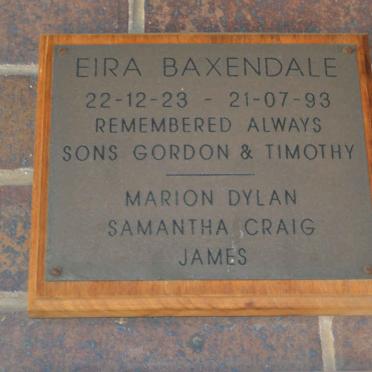 EIRA BAXENDALE
22-12-23 - 21-07-93
REMEMBERED ALWAYS
SONS GORDON & TIMOTHY
MARION DYLAN
SAMANTHA CRAIG
JAMES